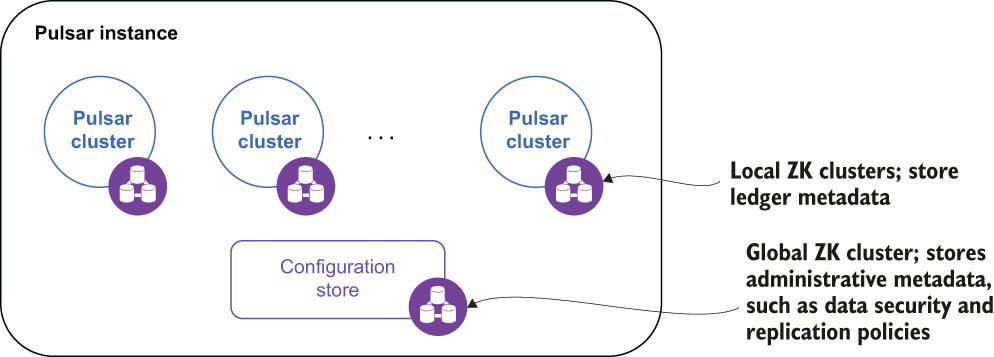 Pulsar instance
Pulsar
cluster
Pulsar
cluster
...
Pulsar
cluster
Local ZK clusters; store
ledger metadata
Configuration
store
Global ZK cluster; stores
administrative metadata,
such as data security and
replication policies